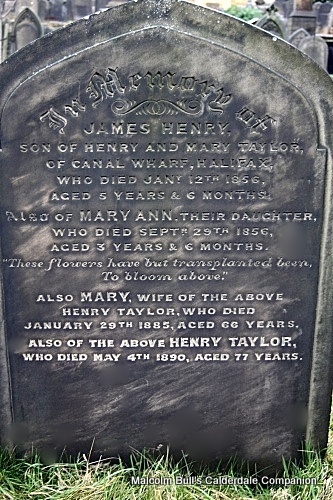 In Memory of
JAMES HENRY,
SON OF HENRY AND MARY TAYLOR,
OF CANAL WHARF, HALIFAX,
WHO DIED JANY 12TH 1856,
AGED 5 YEARS & 6 MONTHS.
ALSO OF MARY ANN, THEIR DAUGHTER,
WHO DIED SEPTR 29TH 1856,
AGED 3 YEARS & 6 MONTHS.
"These flowers have but transplanted been,
To bloom above."
ALSO MARY, WIFE OF THE ABOVE
HENRY TAYLOR, WHO DIED
JANUARY 29TH 1885, AGED 66 YEARS.
ALSO OF THE ABOVE HENRY TAYLOR,
WHO DIED MAY 4TH 1890, AGED 77 YEARS.
Malcolm Bull's Calderdale Companion